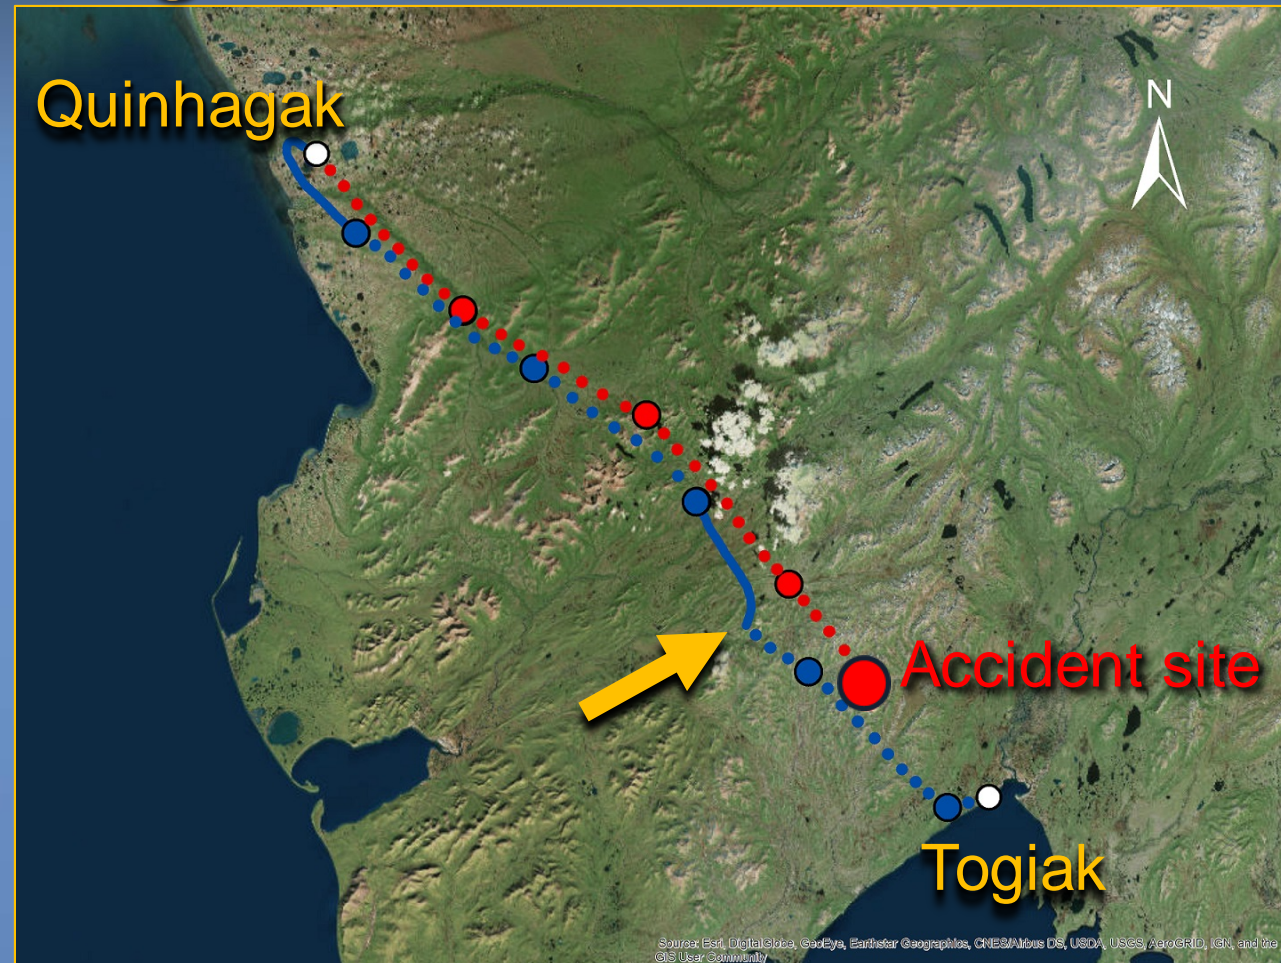 Quinhagak
N
Accident site
Togiak
Source: Esri, DigitalGlobe, GeoEye, Earthstar Geographics, CNES/Airbus DS, USDA, USGS, AeroGRID, IGN, and the
GIS User Community